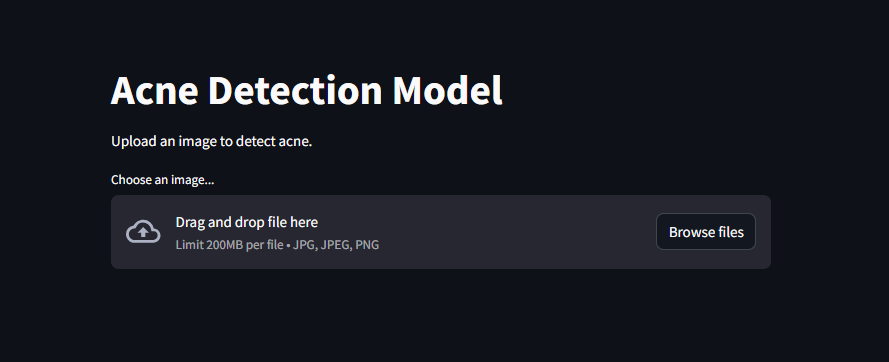 Acne Detection Model
Upload an image to detect acne.
Choose an image...
Drag and drop file here
Limit 200MB per file • JPG, JPEG, PNG
Browse files